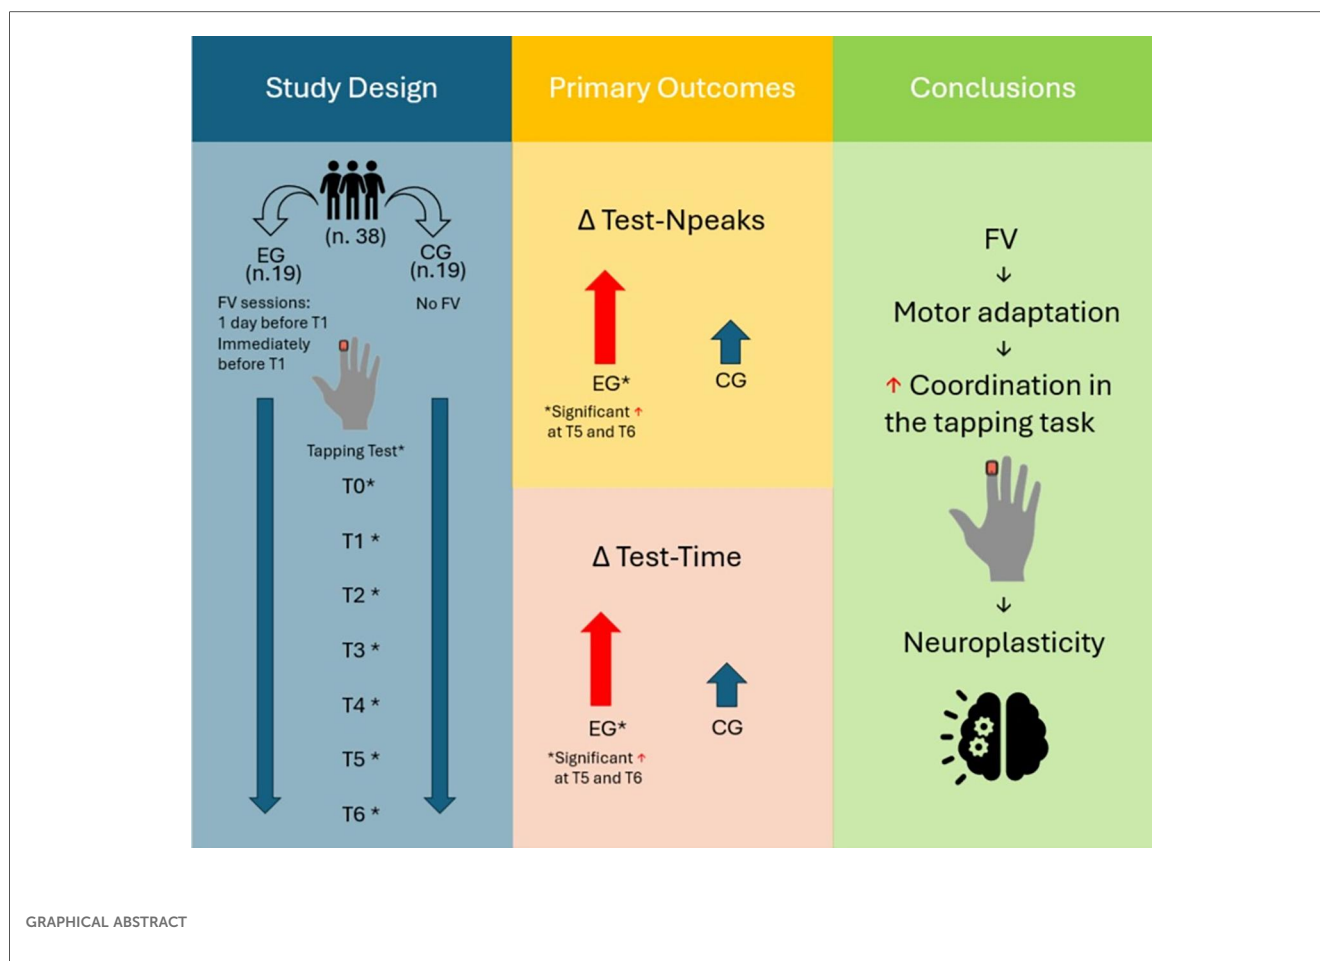 Study Design
(n. 38)
EG
(n.19)
CG
(n.19)
FV sessions:
1 day before T1
Immediately
before T1
No FV
Tapping Test*
T0*
T1 *
T2 *
T3 *
T4 *
T5 *
T6 *
Primary Outcomes
Δ Test-Npeaks
EG*
CG
*Significant ↑
at T5 and T6
Δ Test-Time
EG*
CG
*Significant ↑
at T5 and T6
Conclusions
FV
↓
Motor adaptation
↓
↑ Coordination in
the tapping task
↓
Neuroplasticity
GRAPHICAL ABSTRACT